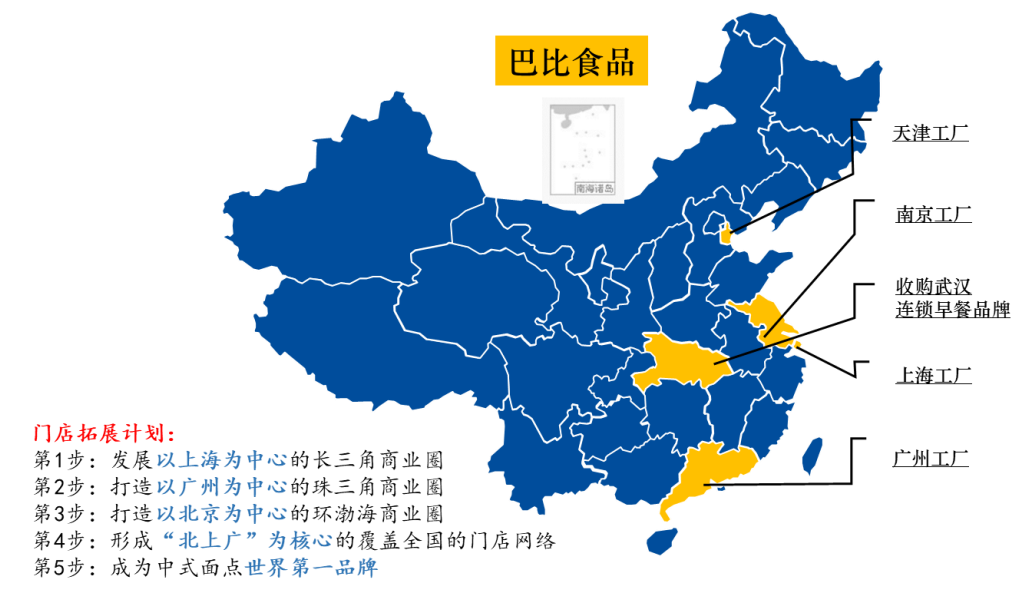 巴比食品
南海诸岛
天津工厂
南京工厂
收购武汉
连锁早餐品牌
上海工厂
广州工厂
门店拓展计划：
第1步：发展以上海为中心的长三角商业圈
第2步：打造以广州为中心的珠三角商业圈
第3步：打造以北京为中心的环渤海商业圈
第4步：形成“北上广”为核心的覆盖全国的门店网络
第5步：成为中式面点世界第一品牌